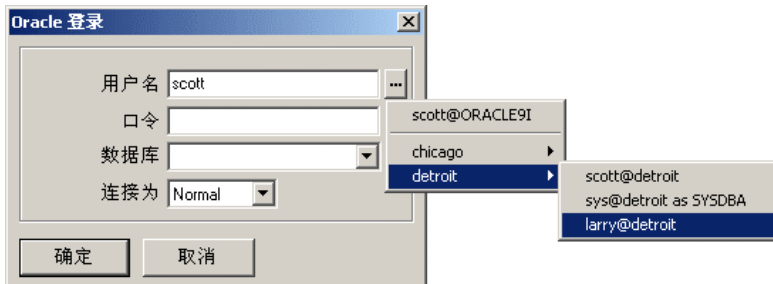 Oracle 登录
用户名 scott ...
口令
数据库
连接为 Normal
确定 取消
scott@ORACLE9I
chicago
detroit
scott@detroit
sys@detroit as SYSDBA
larry@detroit